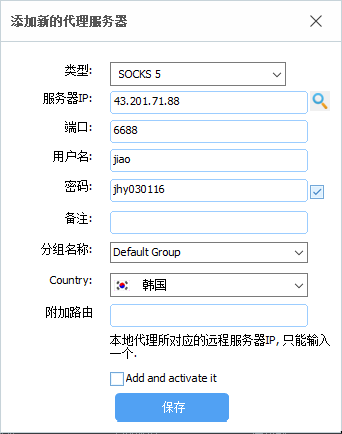 添加新的代理服务器
类型: SOCKS 5
服务器IP: 43.201.71.88
端口: 6688
用户名: jiao
密码: jhy030116
备注:
分组名称: Default Group
Country: 韩国
附加路由
本地代理所对应的远程服务器IP, 只能输入
一个.
Add and activate it
保存